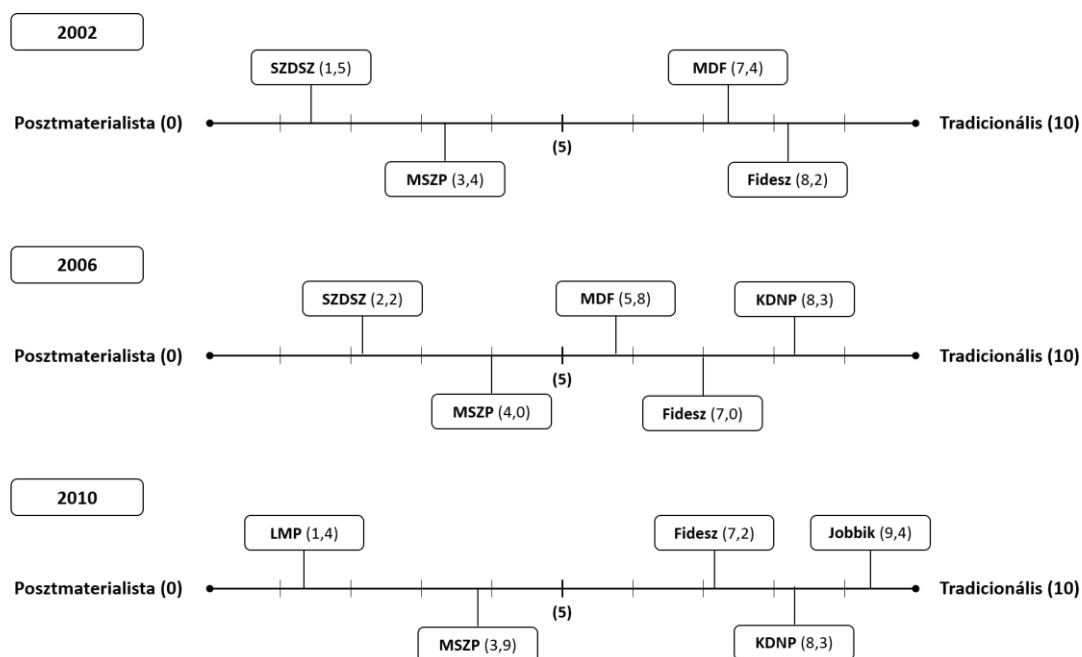 2002
SZDSZ (1,5)
MDF (7,4)
Posztmaterialista (0)
Tradicionális (10)
(5)
MSZP (3,4)
Fidesz (8,2)
2006
SZDSZ (2,2)
MDF (5,8)
KDNP (8,3)
Posztmaterialista (0)
Tradicionális (10)
(5)
MSZP (4,0)
Fidesz (7,0)
2010
LMP (1,4)
Fidesz (7,2)
Jobbik (9,4)
Posztmaterialista (0)
Tradicionális (10)
(5)
MSZP (3,9)
KDNP (8,3)